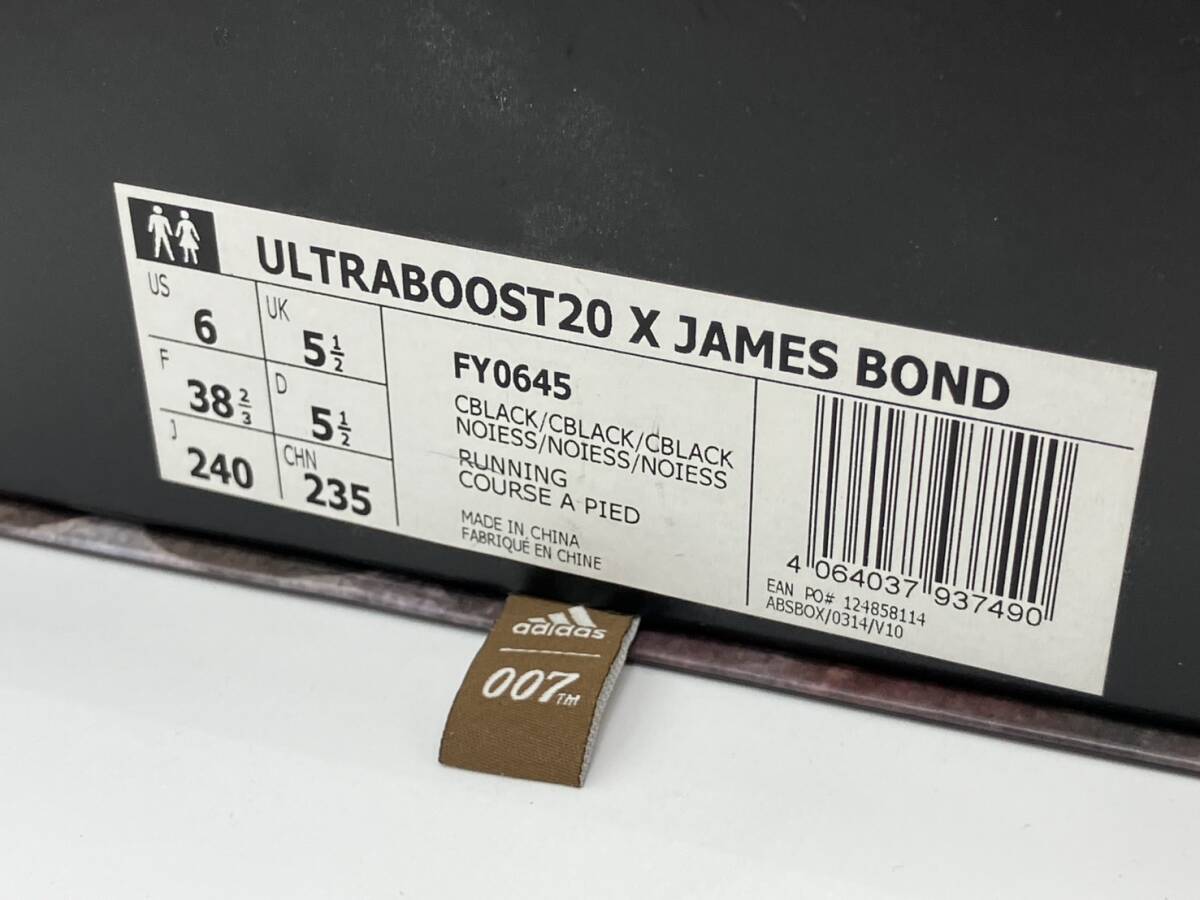 ULTRABOOST20 X JAMES BOND
US
6
UK
5½
F
38⅔
D
5½
J
240
CHN
235
FY0645
CBLACK/CBLACK/CBLACK
NOIESS/NOIESS/NOIESS
RUNNING
COURSE A PIED
MADE IN CHINA
FABRIQUÉ EN CHINE
4 064037 937490
EAN PO# 124858114
ABSBOX/0314/V10
adidas
007™